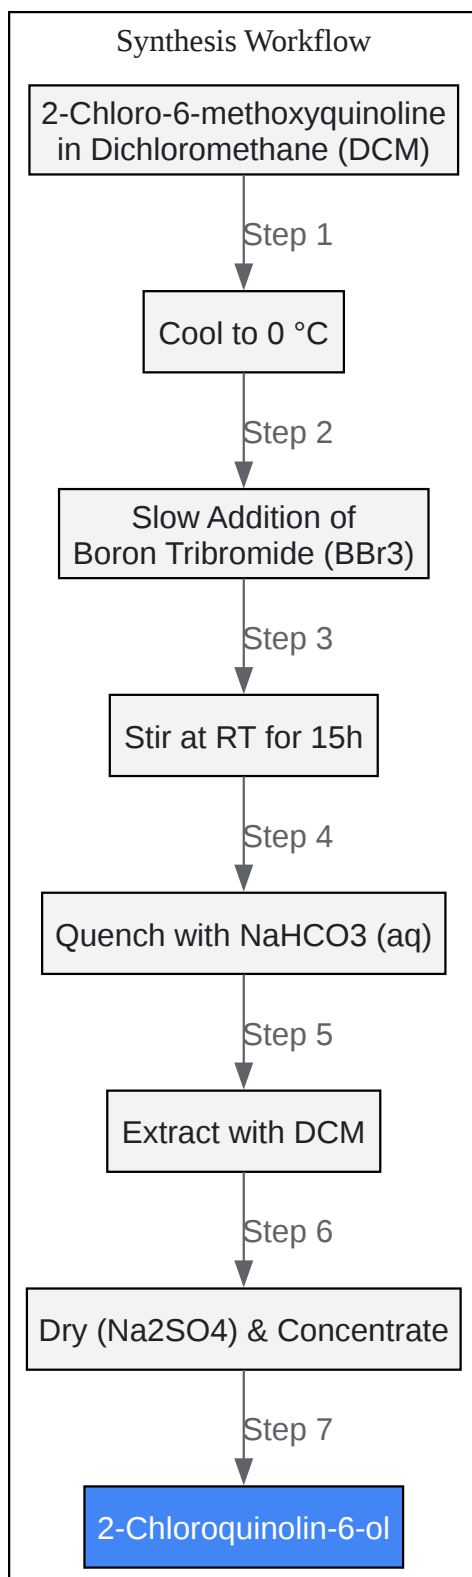 Synthesis Workflow
2-Chloro-6-methoxyquinoline
in Dichloromethane (DCM)
Step 1
Cool to 0 °C
Step 2
Slow Addition of
Boron Tribromide (BBr3)
Step 3
Stir at RT for 15h
Step 4
Quench with NaHCO3 (aq)
Step 5
Extract with DCM
Step 6
Dry (Na2SO4) & Concentrate
Step 7
2-Chloroquinolin-6-ol